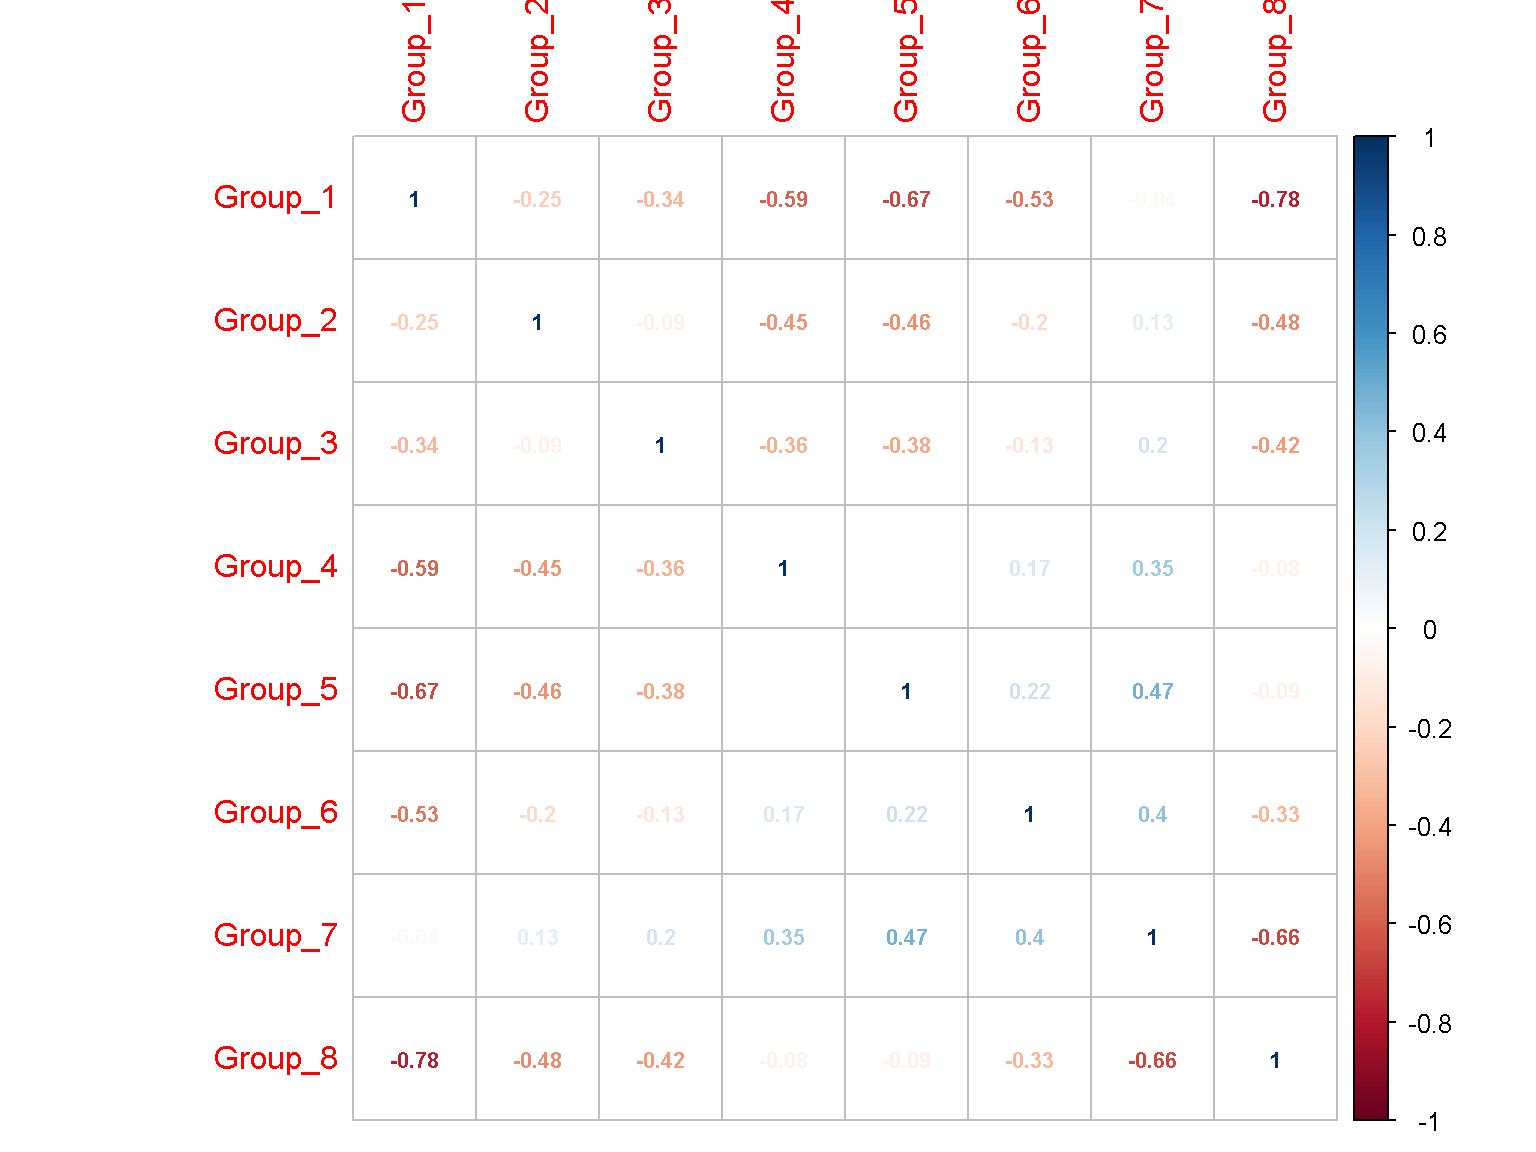 Group_1 Group_2 Group_3 Group_4 Group_5 Group_6 Group_7 Group_8
Group_1 1 -0.25 -0.34 -0.59 -0.67 -0.53 -0.04 -0.78
Group_2 -0.25 1 -0.09 -0.45 -0.46 -0.2 0.13 -0.48
Group_3 -0.34 -0.09 1 -0.36 -0.38 -0.13 0.2 -0.42
Group_4 -0.59 -0.45 -0.36 1 0.17 0.35 -0.08
Group_5 -0.67 -0.46 -0.38 1 0.22 0.47 -0.09
Group_6 -0.53 -0.2 -0.13 0.17 0.22 1 0.4 -0.33
Group_7 -0.04 0.13 0.2 0.35 0.47 0.4 1 -0.66
Group_8 -0.78 -0.48 -0.42 -0.08 -0.09 -0.33 -0.66 1
1
0.8
0.6
0.4
0.2
0
-0.2
-0.4
-0.6
-0.8
-1